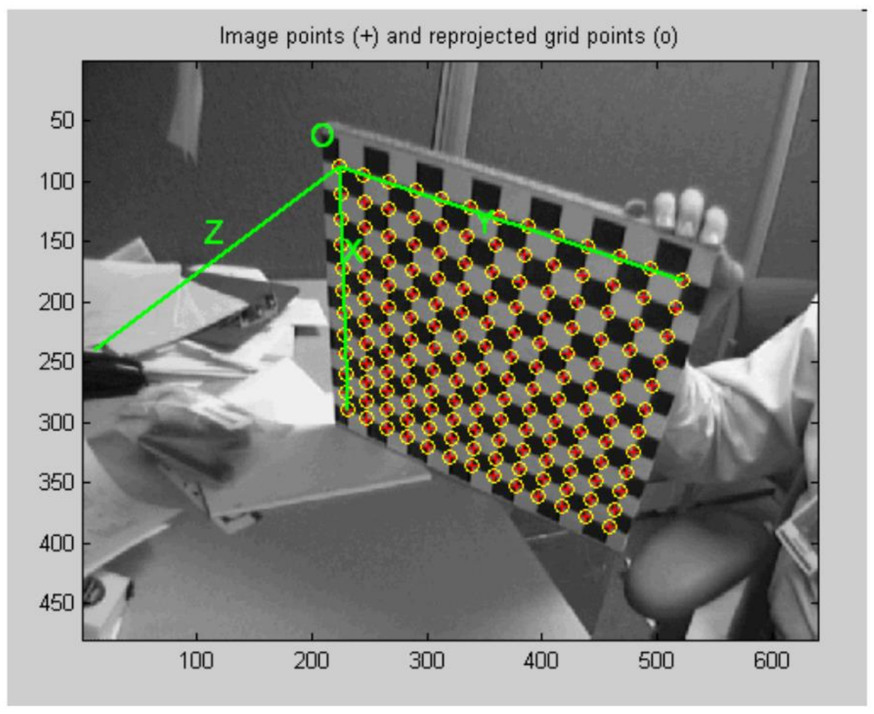 Image points (+) and reprojected grid points (o)
50
100
150
200
250
300
350
400
450
O
Z
X
Y
100 200 300 400 500 600